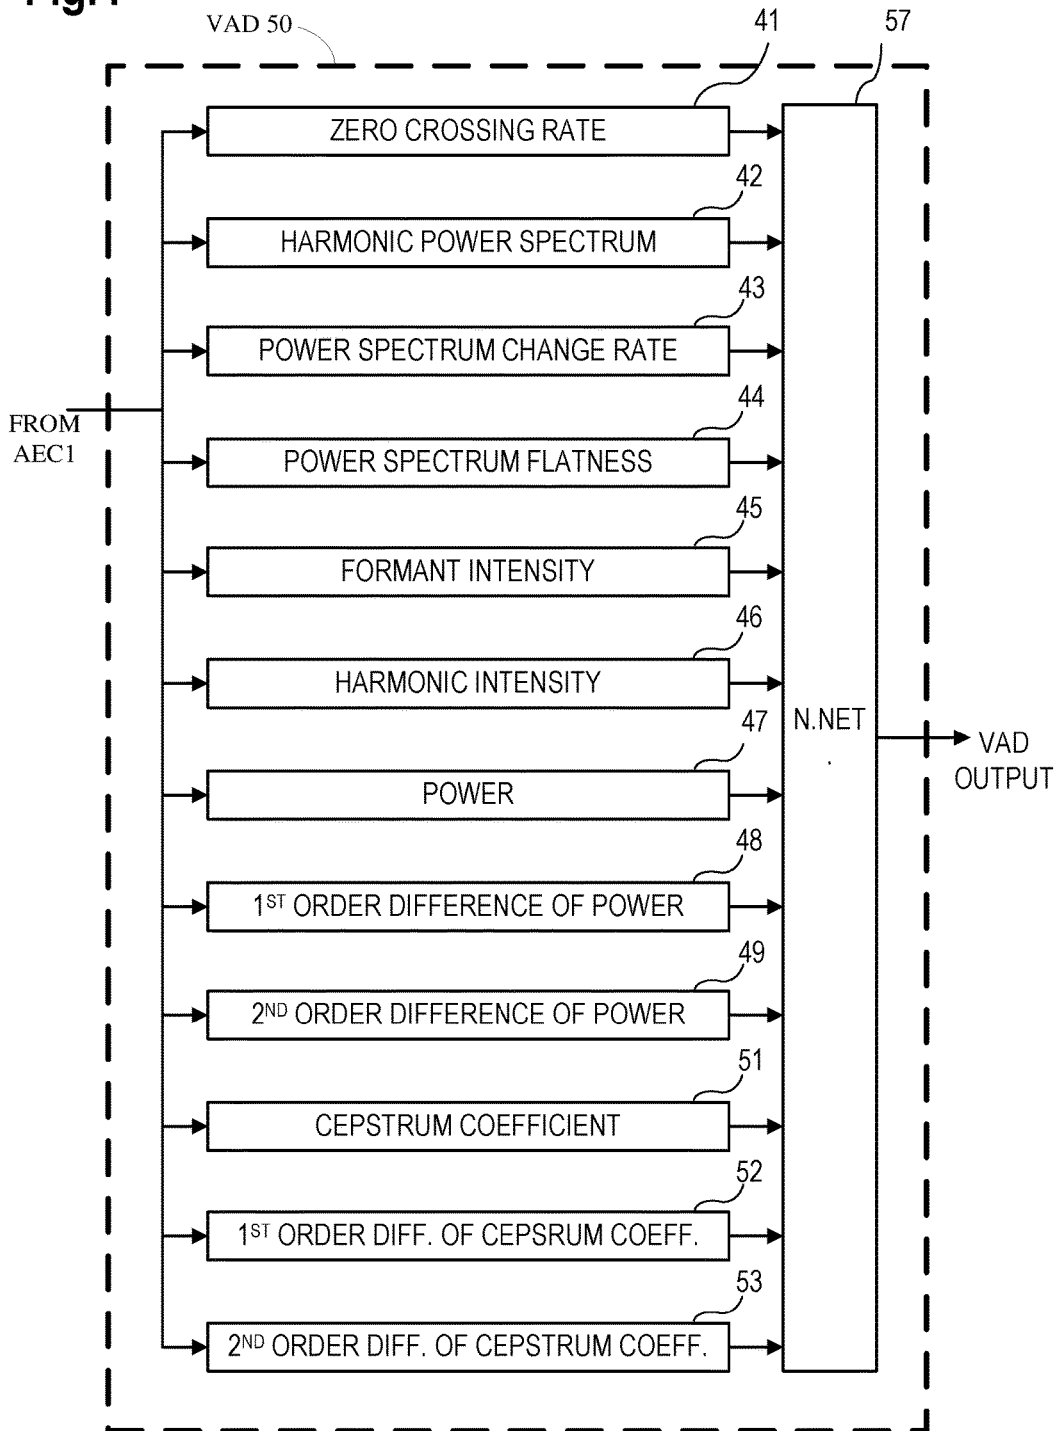 VAD 50
41
57
ZERO CROSSING RATE
42
HARMONIC POWER SPECTRUM
43
POWER SPECTRUM CHANGE RATE
FROM
AEC1
44
POWER SPECTRUM FLATNESS
45
FORMANT INTENSITY
46
HARMONIC INTENSITY
N.NET
VAD
OUTPUT
47
POWER
48
1ST ORDER DIFFERENCE OF POWER
49
2ND ORDER DIFFERENCE OF POWER
51
CEPSTRUM COEFFICIENT
52
1ST ORDER DIFF. OF CEPSRUM COEFF.
53
2ND ORDER DIFF. OF CEPSTRUM COEFF.